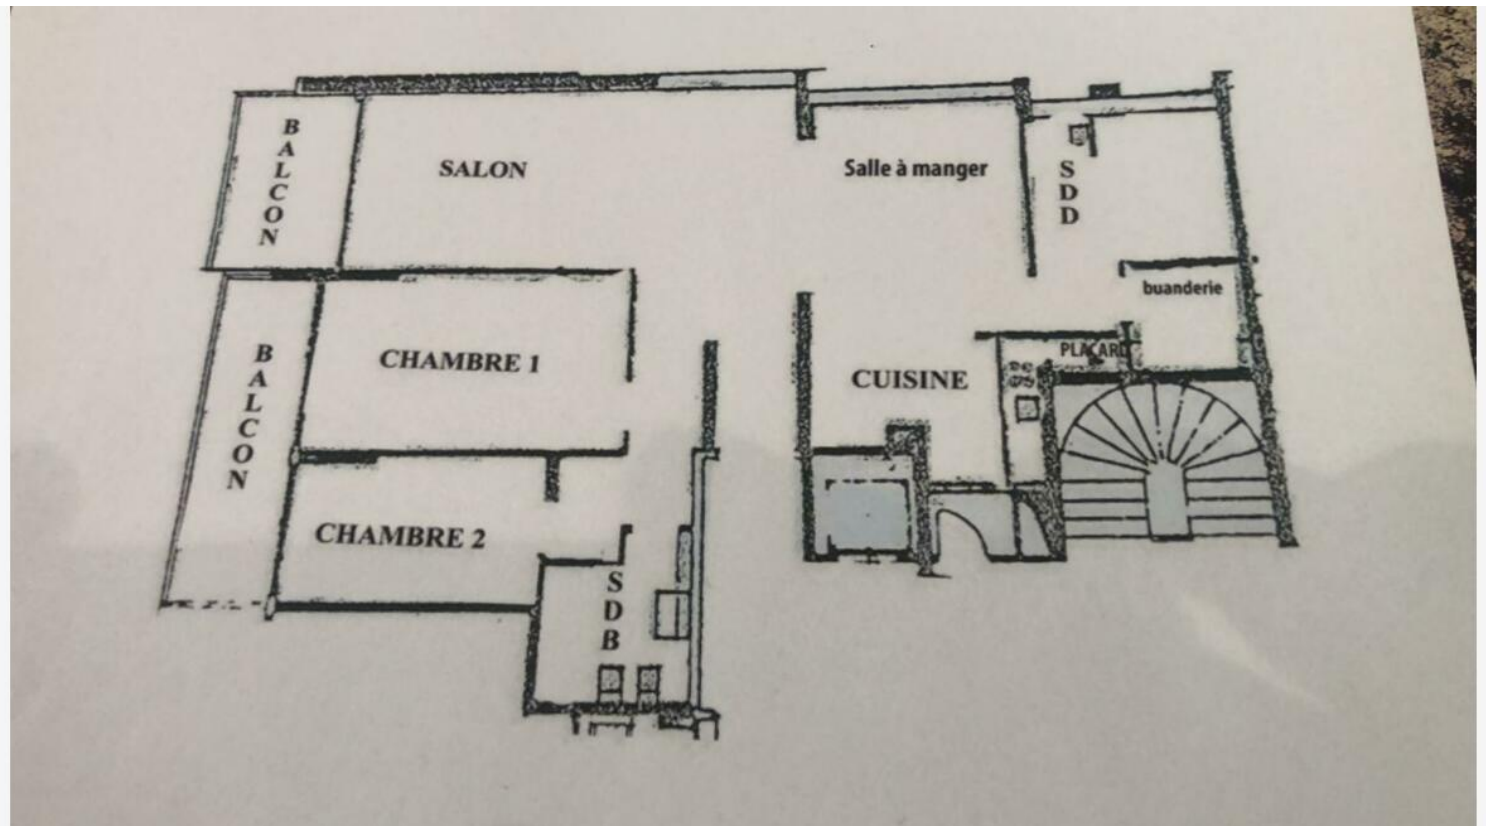 BALCON
SALON
Salle à manger
SDD
buanderie
BALCON
CHAMBRE 1
PLACARD
CUISINE
CHAMBRE 2
SDB